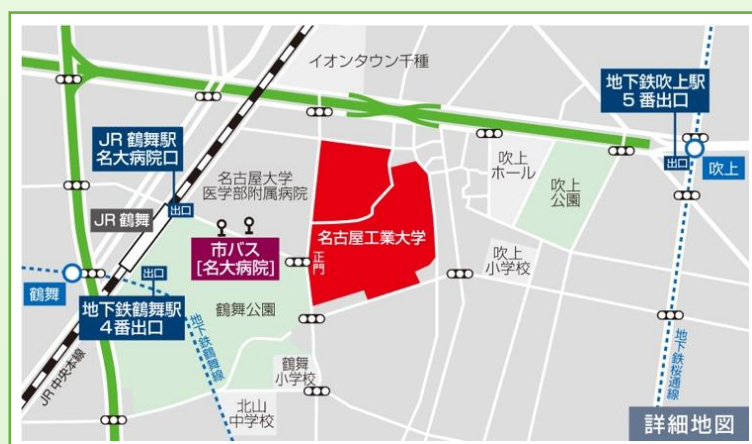 イオンタウン千種
地下鉄吹上駅
5番出口
JR 鶴舞駅
名大病院口
出口
吹上
ホール
吹上
公園
出口
吹上
名古屋大学
医学部附属病院
JR 鶴舞
出口
市バス
[名大病院]
名古屋工業大学
正門
吹上
小学校
鶴舞
地下鉄鶴舞駅
4番出口
鶴舞公園
地下鉄鶴舞線
JR 中央本線
鶴舞
小学校
北山
中学校
地下鉄桜通線
詳細地図